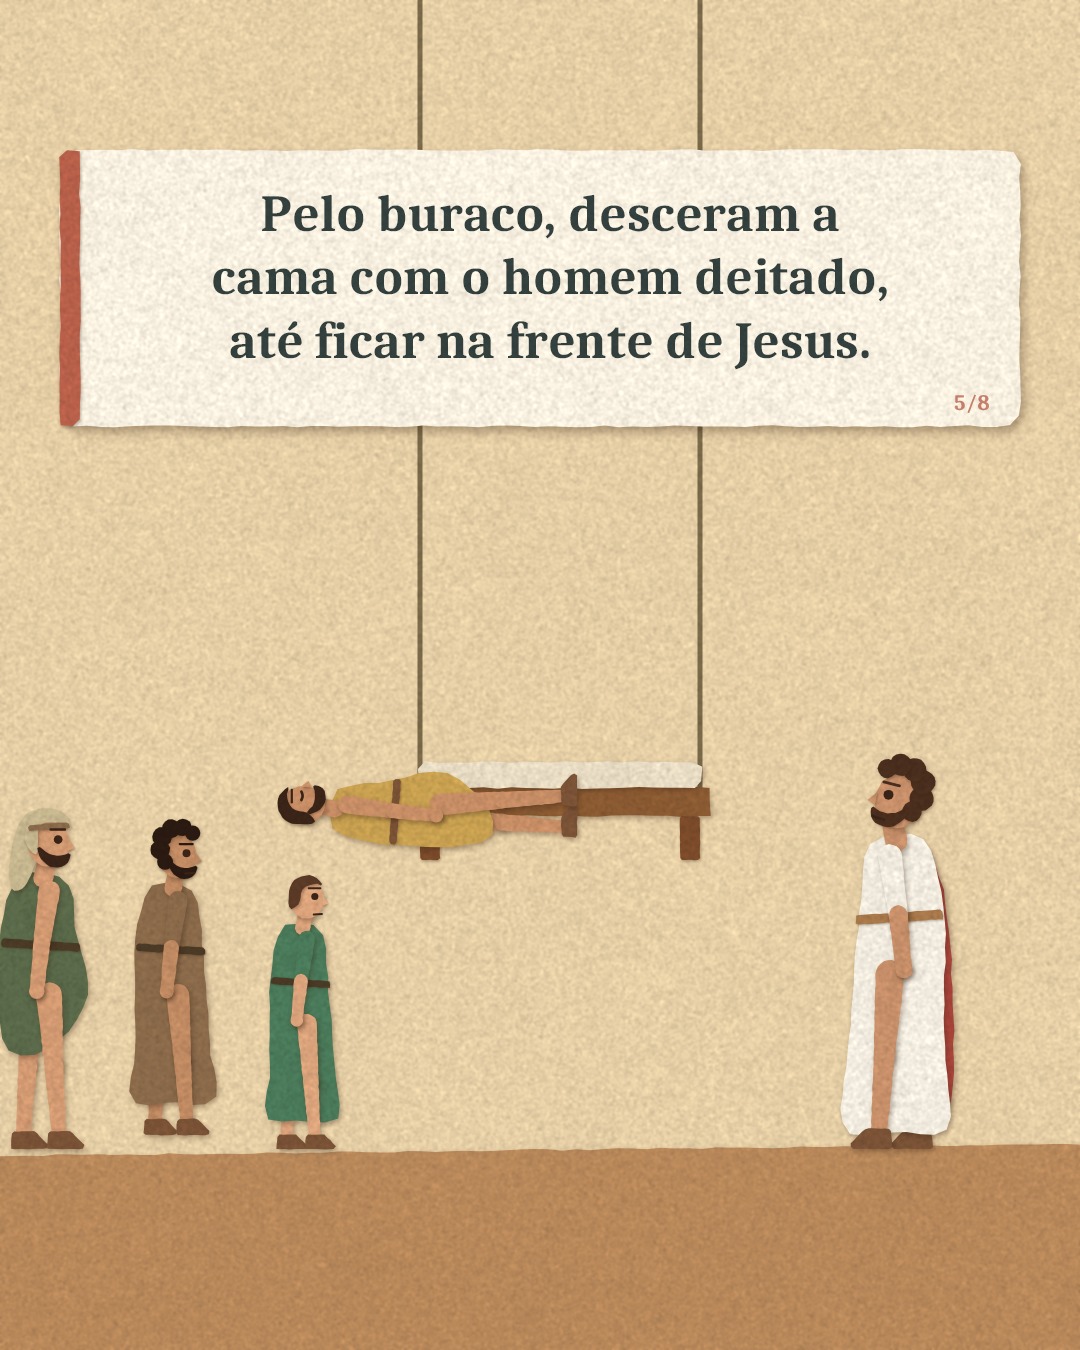 Pelo buraco, desceram a
cama com o homem deitado,
até ficar na frente de Jesus.
5/8